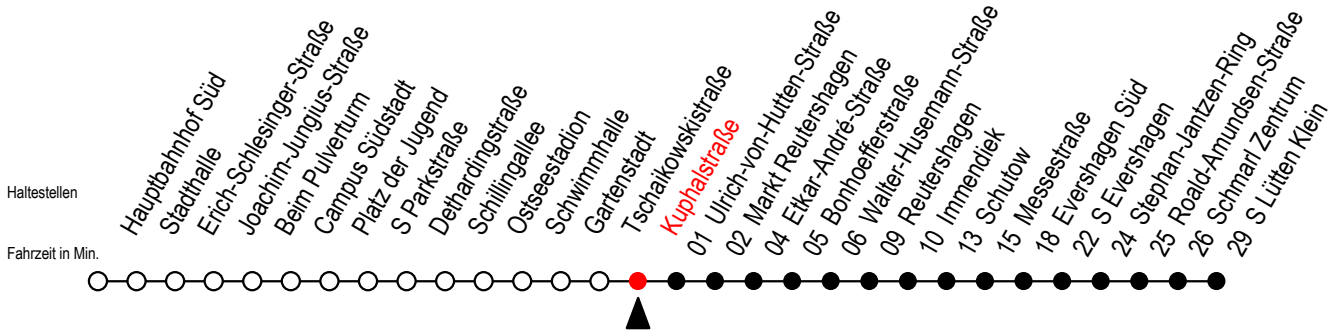 Haltestellen
Fahrzeit in Min.
Hauptbahnhof Süd
Stadthalle
Erich-Schlesinger-Straße
Joachim-Jungius-Straße
Beim Pulverturm
Campus Südstadt
Platz der Jugend
S Parkstraße
Dethardingstraße
Schillingallee
Ostseestadion
Schwimmhalle
Gartenstadt
Tschaikowskistraße
Kuphalstraße
01 Ulrich-von-Hutten-Straße
02 Markt Reutershagen
04 Etkar-André-Straße
05 Bonhoefferstraße
06 Walter-Husemann-Straße
09 Reutershagen
10 Immendiek
13 Schutow
15 Messestraße
18 Evershagen Süd
22 S Evershagen
24 Stephan-Jantzen-Ring
25 Roald-Amundsen-Straße
26 Schmarl Zentrum
29 S Lütten Klein